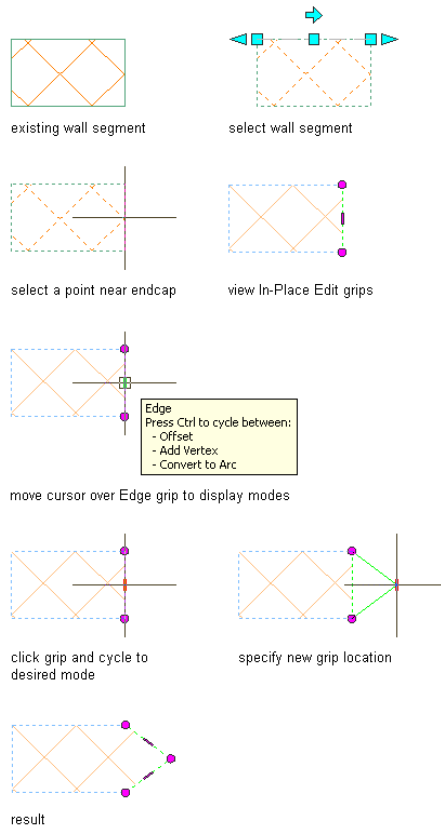 existing wall segment
select wall segment
select a point near endcap
view In-Place Edit grips
Edge
Press Ctrl to cycle between:
- Offset
- Add Vertex
- Convert to Arc
move cursor over Edge grip to display modes
click grip and cycle to
desired mode
specify new grip location
result